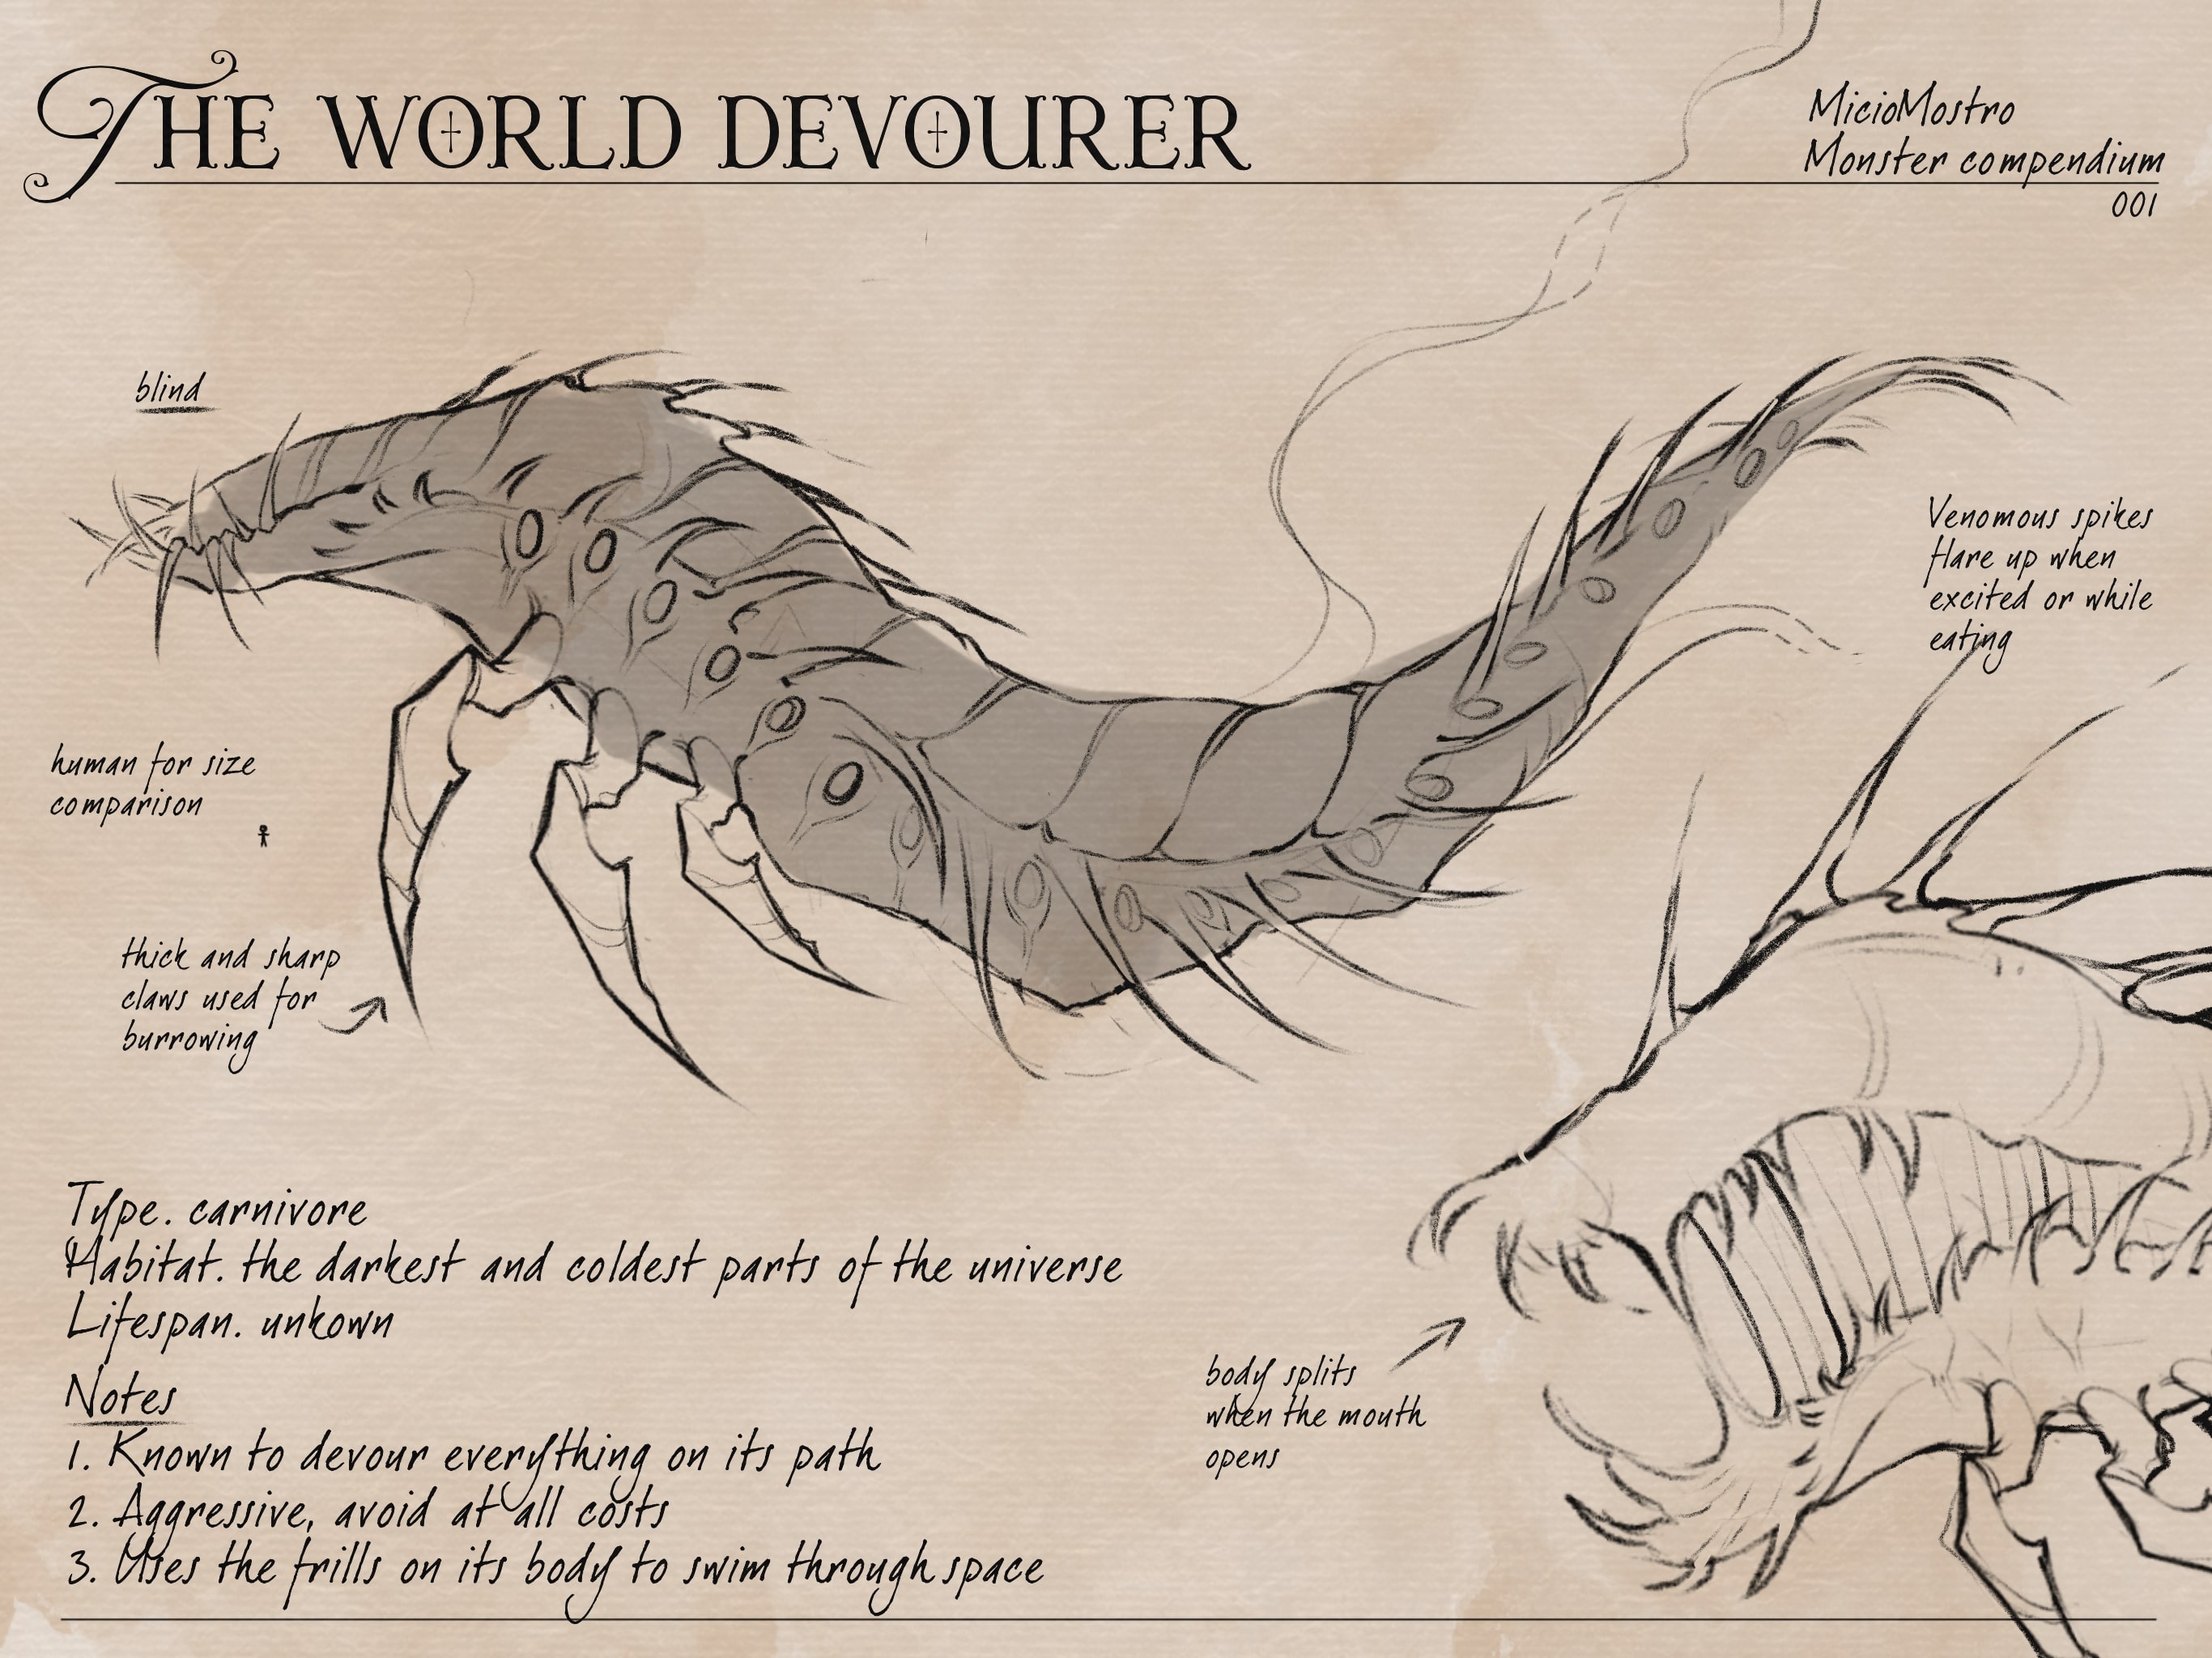 THE WORLD DEVOURER
MicioMostro
Monster compendium
001
blind
Venomous spikes
flare up when
excited or while
eating
human for size
comparison
thick and sharp
claws used for
burrowing
Type. carnivore
Habitat. the darkest and coldest parts of the universe
Lifespan. unkown
Notes
1. Known to devour everything on its path
2. Aggressive, avoid at all costs
3. Uses the frills on its body to swim through space
body splits
when the mouth
opens